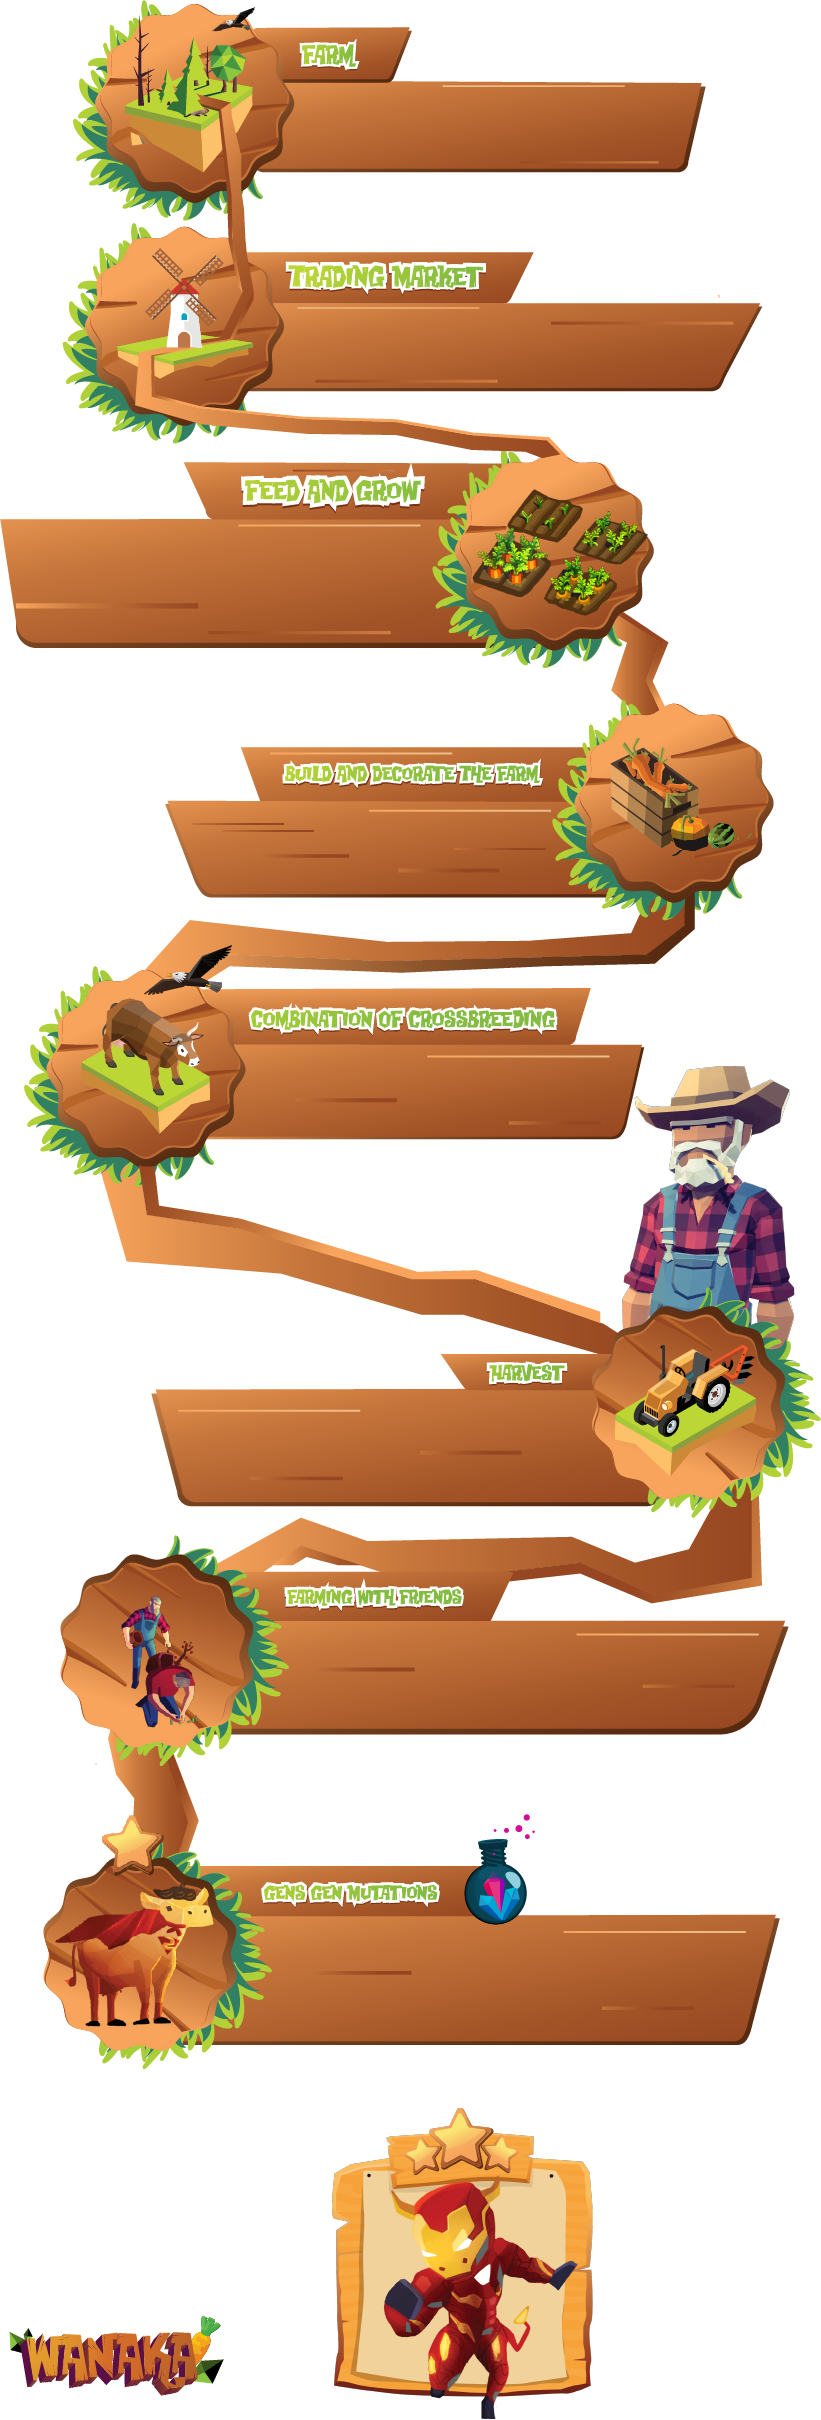 FARM
TRADING MARKET
FEED AND GROW
BUILD AND DECORATE THE FARM
COMBINATION OF CROSSBREEDING
HARVEST
FARMING WITH FRIENDS
GENS GEN MUTATIONS
WANAKA